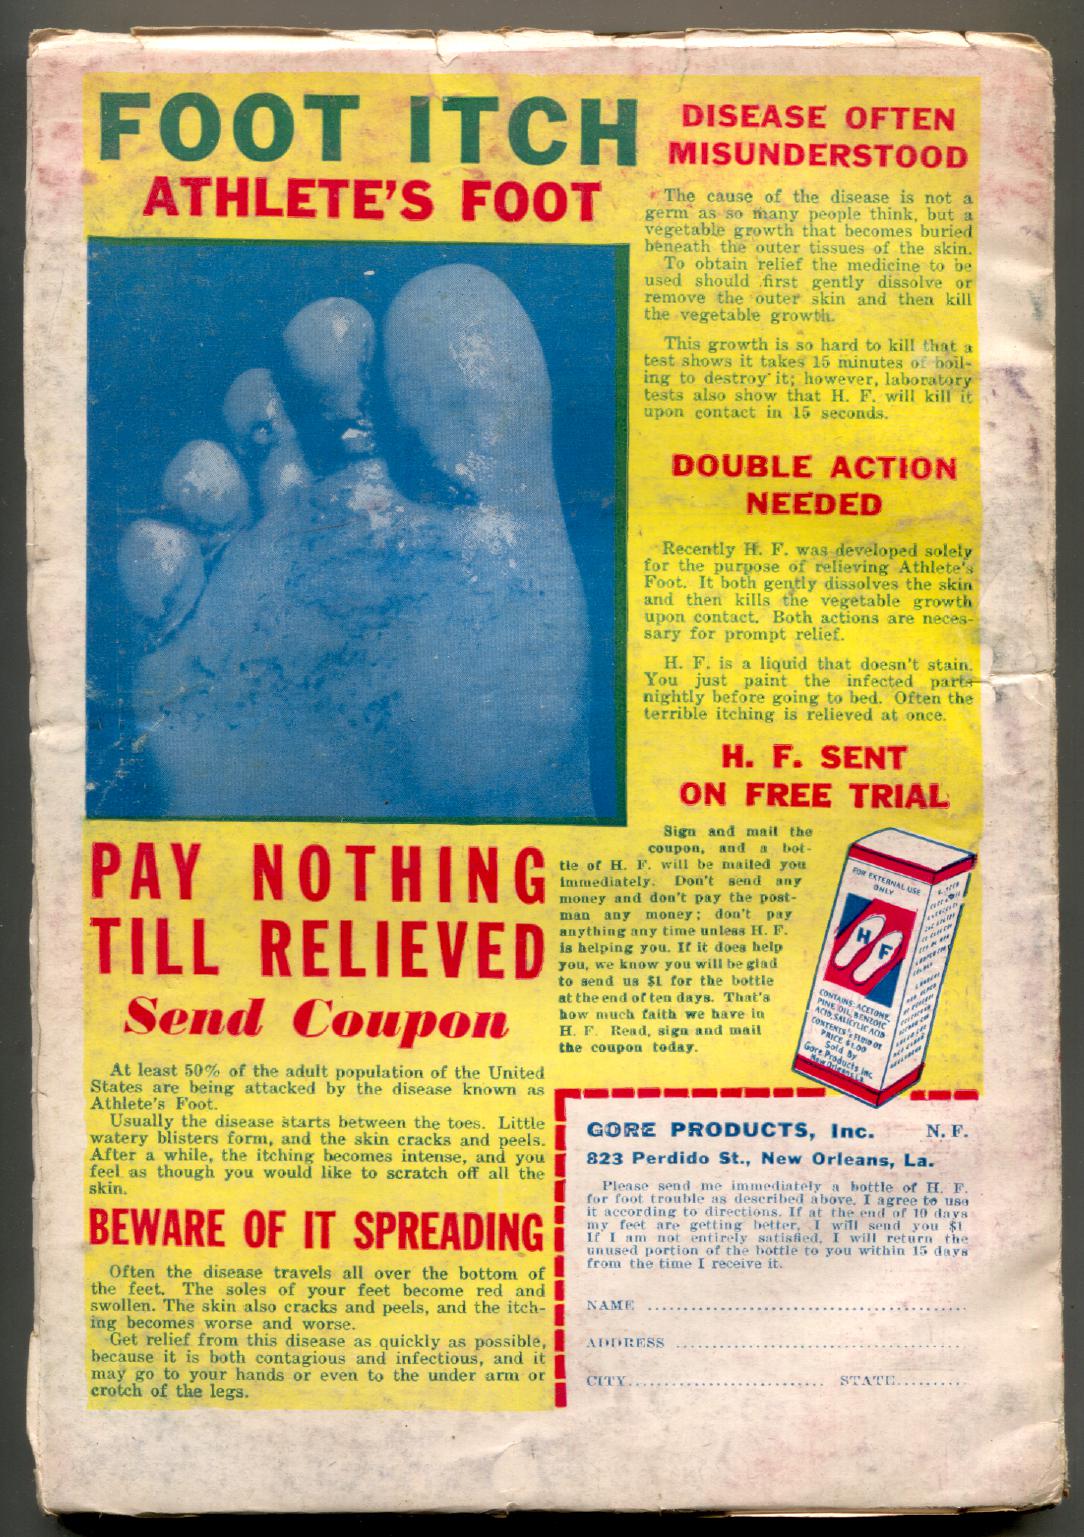 FOOT ITCH
ATHLETE'S FOOT
PAY NOTHING
TILL RELIEVED
Send Coupon
At least 50% of the adult population of the United
States are being attacked by the disease known as
Athlete's Foot.
Usually the disease starts between the toes. Little
watery blisters form, and the skin cracks and peels.
After a while, the itching becomes intense, and you
feel as though you would like to scratch off all the
skin.
BEWARE OF IT SPREADING
Often the disease travels all over the bottom of
the feet. The soles of your feet become red and
swollen. The skin also cracks and peels, and the itch-
ing becomes worse and worse.
Get relief from this disease as quickly as possible,
because it is both contagious and infectious, and it
may go to your hands or even to the under arm or
crotch of the legs.
DISEASE OFTEN
MISUNDERSTOOD
The cause of the disease is not a
germ as so many people think, but a
vegetable growth that becomes buried
beneath the outer tissues of the skin.
To obtain relief the medicine to be
used should first gently dissolve or
remove the outer skin and then kill
the vegetable growth.
This growth is so hard to kill that a
test shows it takes 15 minutes of boil-
ing to destroy it; however, laboratory
tests also show that H. F. will kill it
upon contact in 15 seconds.
DOUBLE ACTION
NEEDED
Recently H. F. was developed solely
for the purpose of relieving Athlete's
Foot. It both gently dissolves the skin
and then kills the vegetable growth
upon contact. Both actions are neces-
sary for prompt relief.
H. F. is a liquid that doesn't stain.
You just paint the infected parts
nightly before going to bed. Often the
terrible itching is relieved at once.
H. F. SENT
ON FREE TRIAL
Sign and mail the
coupon, and a bot-
tle of H. F. will be mailed you
immediately. Don't send any
money and don't pay the post-
man any money; don't pay
anything any time unless H. F.
is helping you. If it does help
you, we know you will be glad
to send us $1 for the bottle
at the end of ten days. That's
how much faith we have in
H. F. Read, sign and mail
the coupon today.
FOR EXTERNAL USE
ONLY
H F
CONTAINS: ACETONE,
PINE OIL, BENZOIC
ACID, SALICYLIC ACID
CONTENTS 1 FLUID OZ
PRICE $1.00
Sold By
Gore Products Inc
New Orleans La
GORE PRODUCTS, Inc. N. F.
823 Perdido St., New Orleans, La.
Please send me immediately a bottle of H. F.
for foot trouble as described above. I agree to use
it according to directions. If at the end of 10 days
my feet are getting better, I will send you $1
If I am not entirely satisfied, I will return the
unused portion of the bottle to you within 15 days
from the time I receive it.
NAME
ADDRESS
CITY STATE